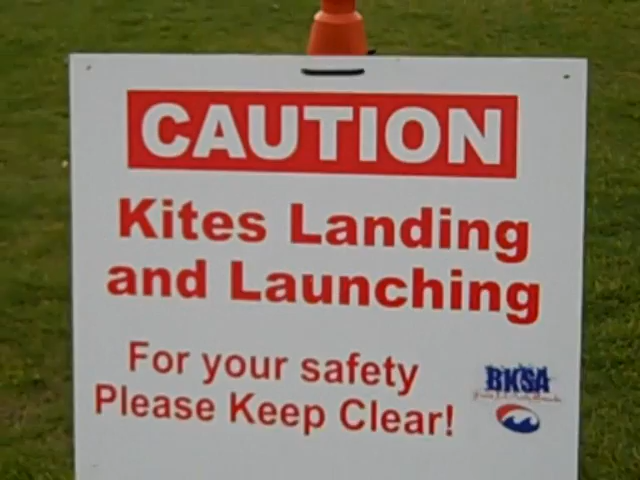 CAUTION
Kites Landing
and Launching
For your safety
Please Keep Clear!
BKSA